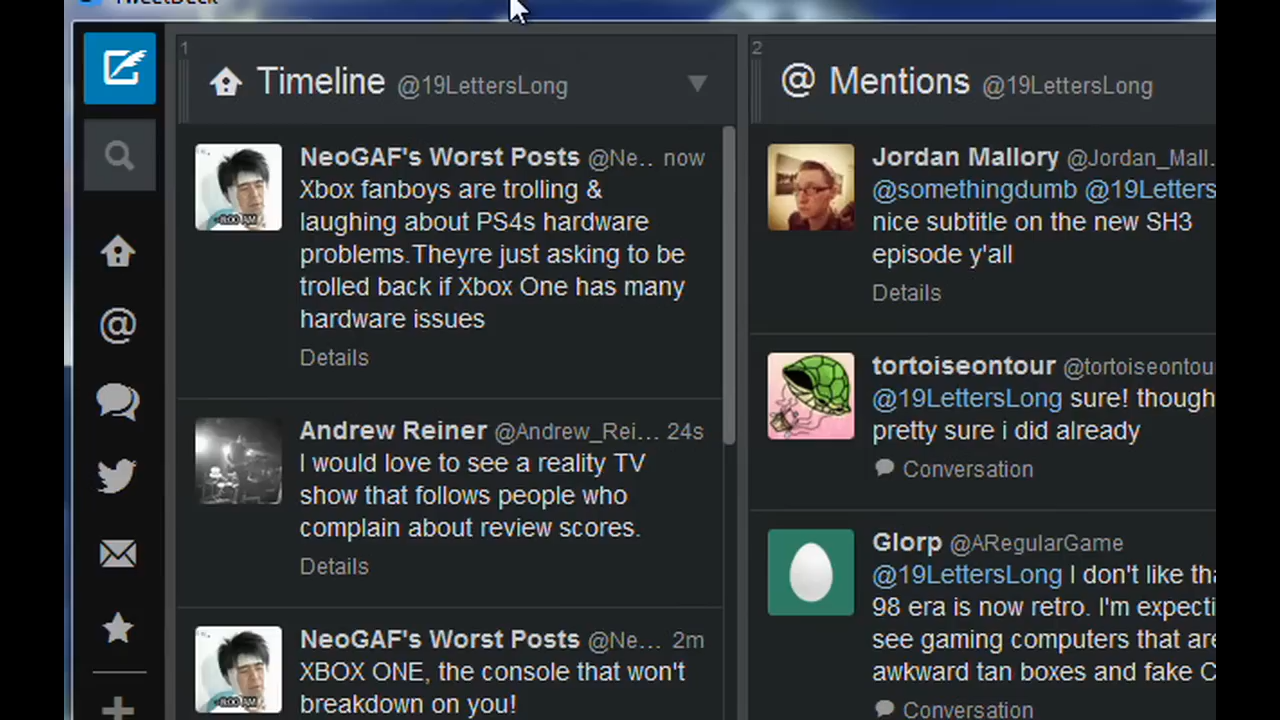 TweetDeck
1
Timeline @19LettersLong
NeoGAF's Worst Posts @Ne.. now
Xbox fanboys are trolling &
laughing about PS4s hardware
problems.Theyre just asking to be
trolled back if Xbox One has many
hardware issues
Details
Andrew Reiner @Andrew_Rei... 24s
I would love to see a reality TV
show that follows people who
complain about review scores.
Details
NeoGAF's Worst Posts @Ne... 2m
XBOX ONE, the console that won't
breakdown on you!
2
@ Mentions @19LettersLong
Jordan Mallory @Jordan_Mall.
@somethingdumb @19Letters
nice subtitle on the new SH3
episode y'all
Details
tortoiseontour @tortoiseontou
@19LettersLong sure! though
pretty sure i did already
Conversation
Glorp @ARegularGame
@19LettersLong I don't like tha
98 era is now retro. I'm expecti
see gaming computers that are
awkward tan boxes and fake C
Conversation